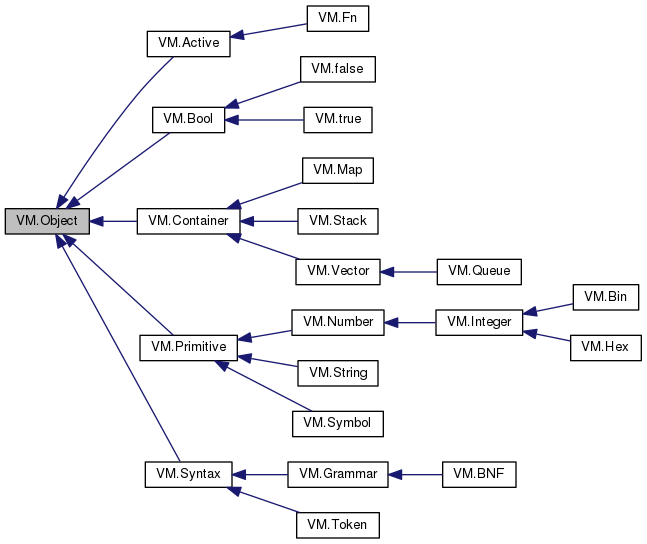 VM.Fn
VM.Active
VM.false
VM.Bool
VM.true
VM.Map
VM.Object
VM.Container
VM.Stack
VM.Vector
VM.Queue
VM.Bin
VM.Number
VM.Integer
VM.Primitive
VM.Hex
VM.String
VM.Symbol
VM.Syntax
VM.Grammar
VM.BNF
VM.Token